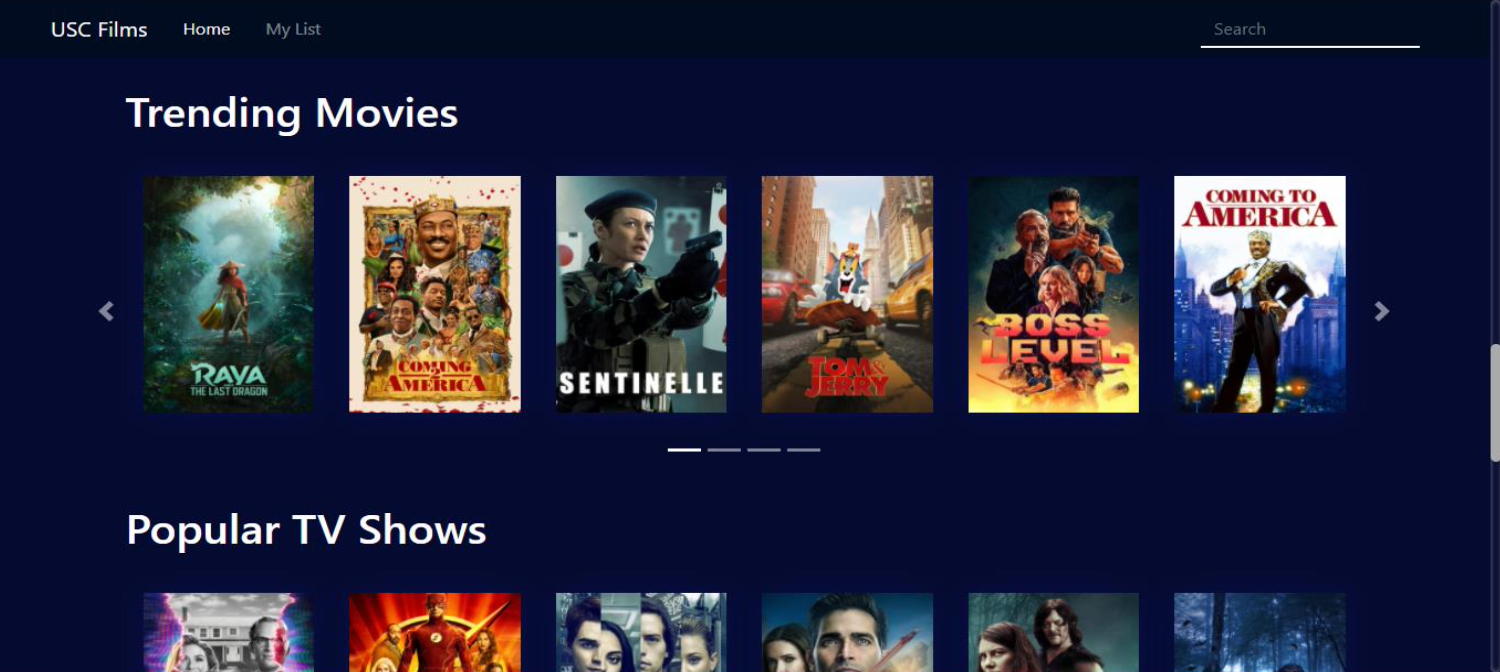 USC Films Home My List Search
Trending Movies
RAYA
THE LAST DRAGON
COMING 2
AMERICA
SENTINELLE
TOM &
JERRY
BOSS
LEVEL
COMING TO
AMERICA
Popular TV Shows